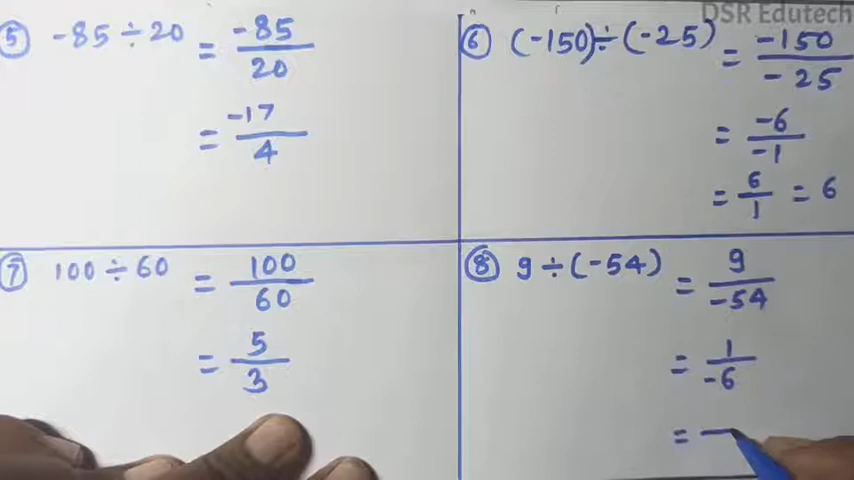 DSR Edutech
5 -85 ÷ 20 = -85/20
= -17/4
6 (-150) ÷ (-25) = -150/-25
= -6/-1
= 6/1 = 6
7 100 ÷ 60 = 100/60
= 5/3
8 9 ÷ (-54) = 9/-54
= 1/-6
=